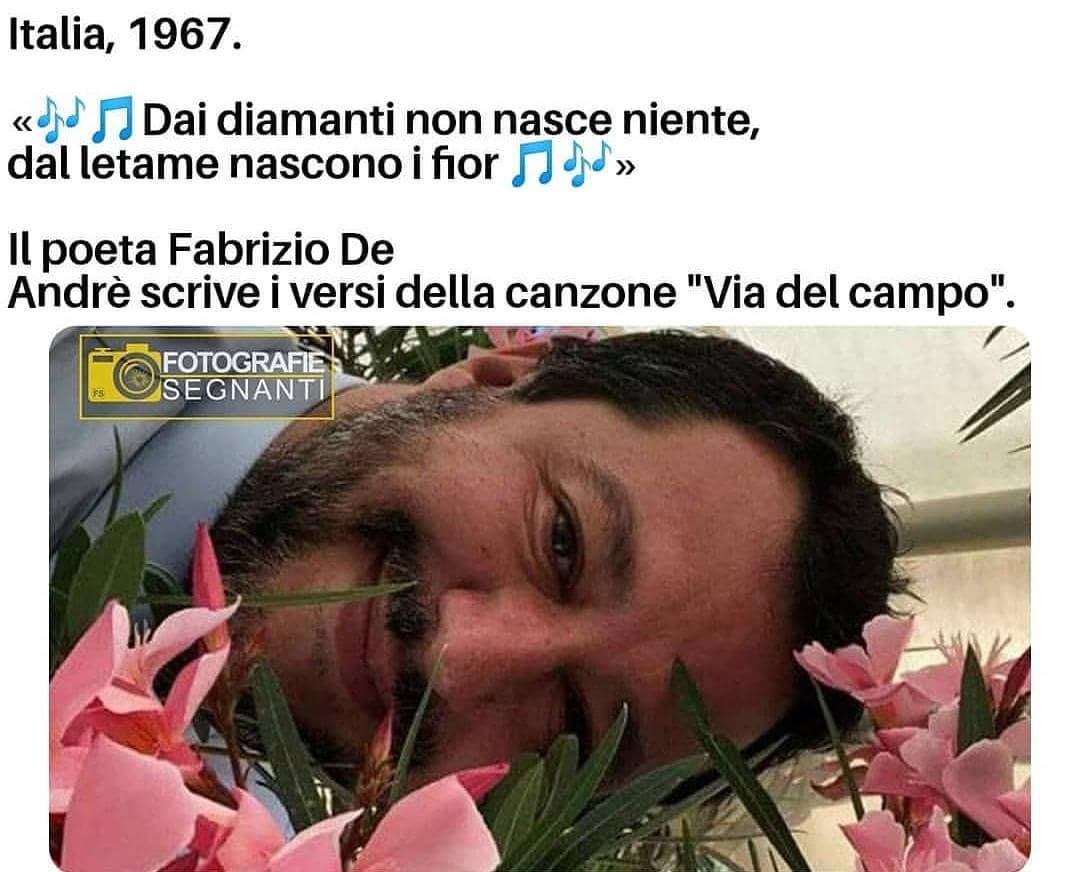 Italia, 1967.
«🎶🎵Dai diamanti non nasce niente,
dal letame nascono i fior 🎵🎶»
Il poeta Fabrizio De
Andrè scrive i versi della canzone "Via del campo".
FOTOGRAFIE
SEGNANTI
FS